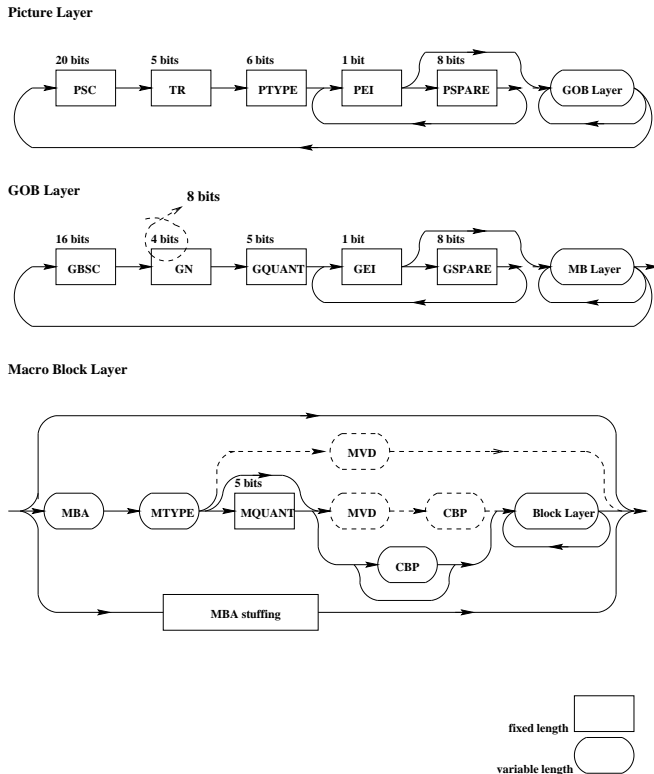 Picture Layer
20 bits 5 bits 6 bits 1 bit 8 bits
PSC TR PTYPE PEI PSPARE GOB Layer
GOB Layer
8 bits
16 bits 4 bits 5 bits 1 bit 8 bits
GBSC GN GQUANT GEI GSPARE MB Layer
Macro Block Layer
MVD
5 bits
MBA MTYPE MQUANT MVD CBP Block Layer
CBP
MBA stuffing
fixed length
variable length